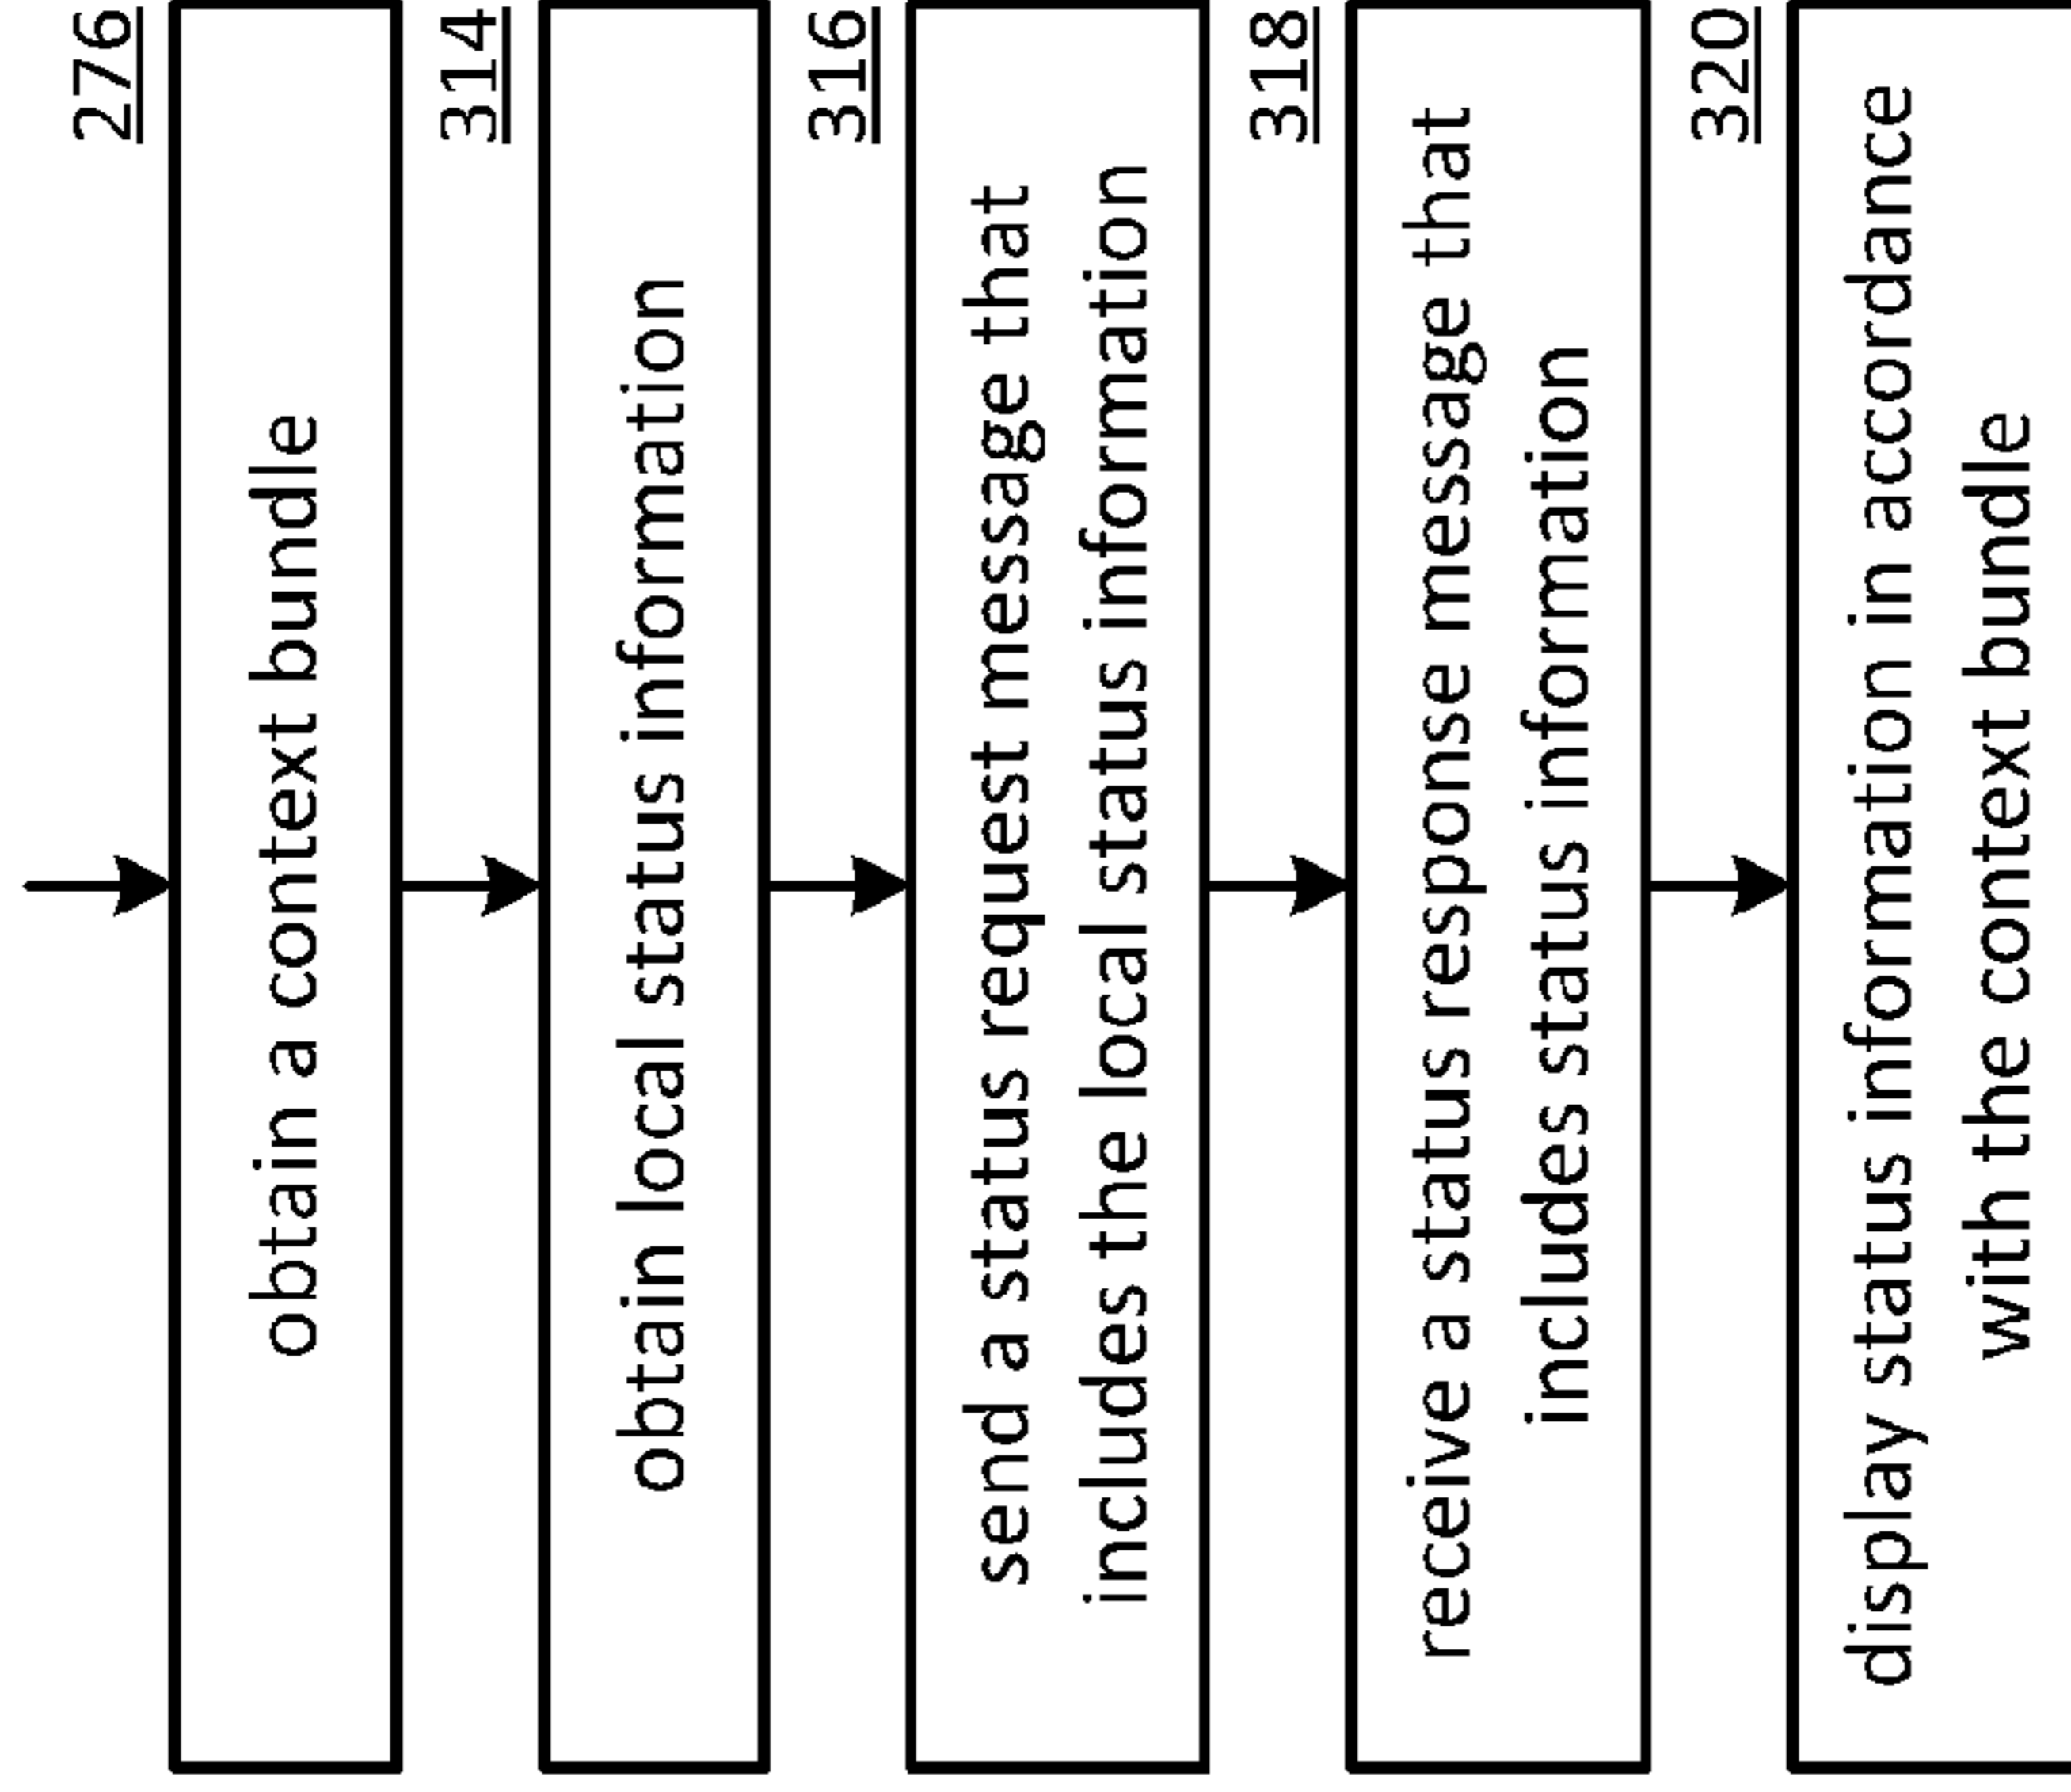 276
obtain a context bundle
314
obtain local status information
316
send a status request message that
includes the local status information
318
receive a status response message that
includes status information
320
display status information in accordance
with the context bundle